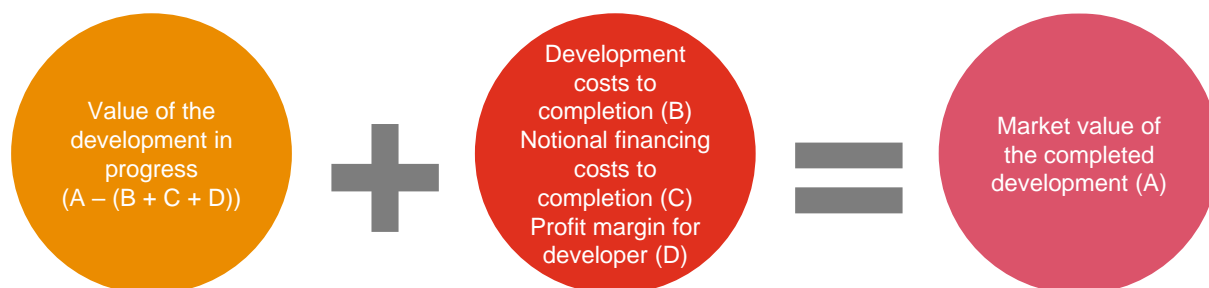 Value of the
development in
progress
(A – (B + C + D))
Development
costs to
completion (B)
Notional financing
costs to
completion (C)
Profit margin for
developer (D)
Market value of
the completed
development (A)